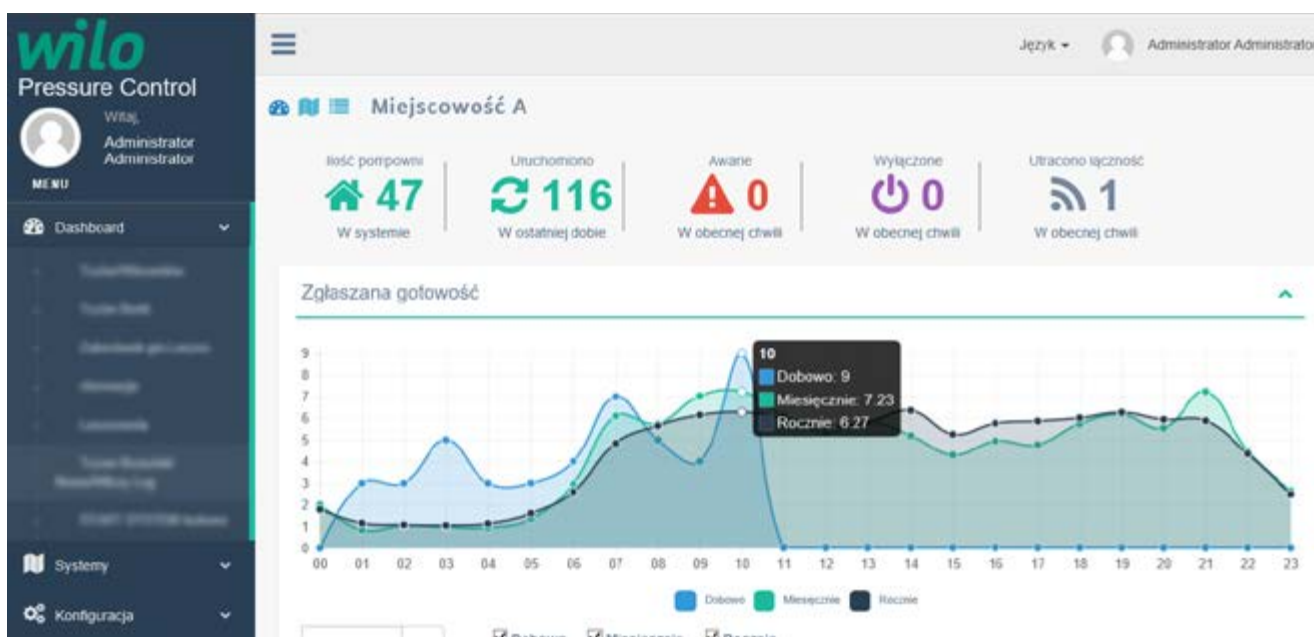 wilo
Pressure Control
Witaj,
Administrator
Administrator
MENU
Dashboard
Systemy
Konfiguracja
Język
Administrator Administrator
Miejscowość A
Ilość pompowni
47
W systemie
Uruchomiono
116
W ostatniej dobie
Awarie
0
W obecnej chwili
Wyłączone
0
W obecnej chwili
Utracono łączność
1
W obecnej chwili
Zgłaszana gotowość
9
8
7
6
5
4
3
2
1
0
10
Dobowo: 9
Miesięcznie: 7.23
Rocznie: 6.27
00 01 02 03 04 05 06 07 08 09 10 11 12 13 14 15 16 17 18 19 20 21 22 23
Dobowo Miesięcznie Rocznie
Dobowo Miesięcznie Rocznie